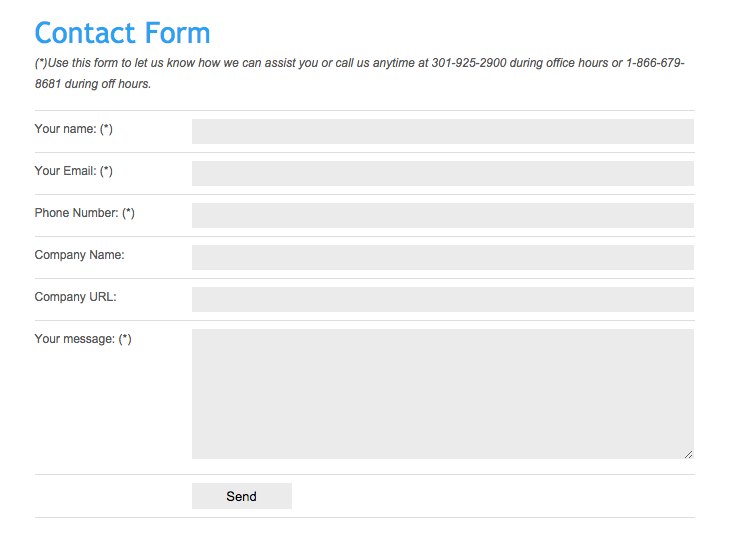 Contact Form
(*)Use this form to let us know how we can assist you or call us anytime at 301-925-2900 during office hours or 1-866-679-
8681 during off hours.
Your name: (*)
Your Email: (*)
Phone Number: (*)
Company Name:
Company URL:
Your message: (*)
Send